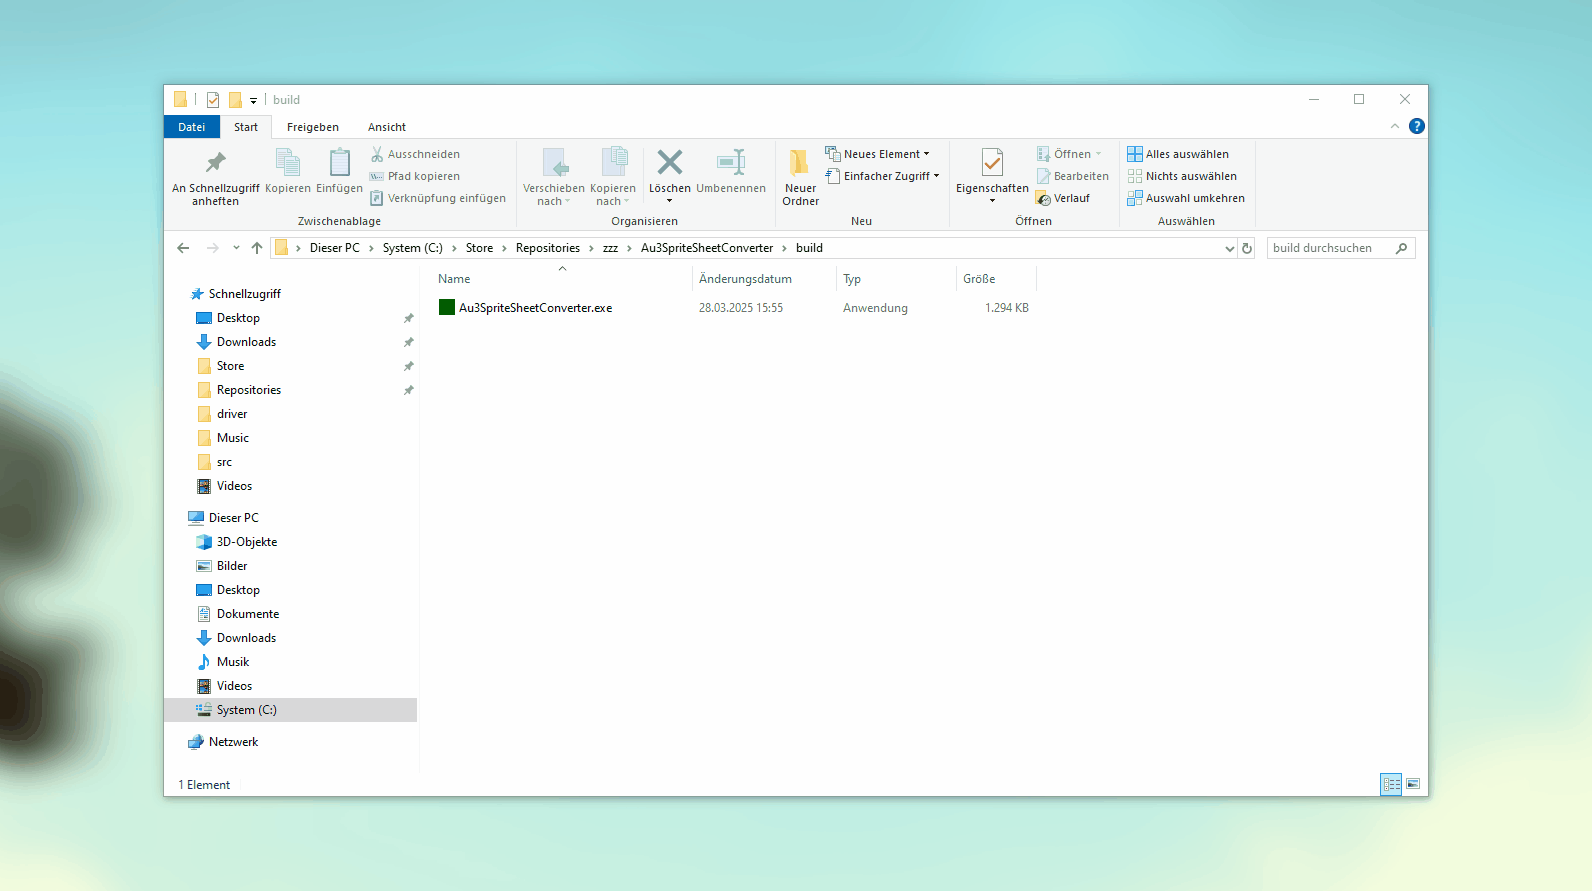 build
Datei Start Freigeben Ansicht
An Schnellzugriff anheften
Kopieren
Einfügen
Ausschneiden
Pfad kopieren
Verknüpfung einfügen
Zwischenablage
Verschieben nach
Kopieren nach
Löschen
Umbenennen
Organisieren
Neuer Ordner
Neues Element
Einfacher Zugriff
Neu
Eigenschaften
Öffnen
Bearbeiten
Verlauf
Öffnen
Alles auswählen
Nichts auswählen
Auswahl umkehren
Auswählen
Dieser PC System (C:) Store Repositories zzz Au3SpriteSheetConverter build
build durchsuchen
Name Änderungsdatum Typ Größe
Au3SpriteSheetConverter.exe 28.03.2025 15:55 Anwendung 1.294 KB
Schnellzugriff
Desktop
Downloads
Store
Repositories
driver
Music
src
Videos
Dieser PC
3D-Objekte
Bilder
Desktop
Dokumente
Downloads
Musik
Videos
System (C:)
Netzwerk
1 Element